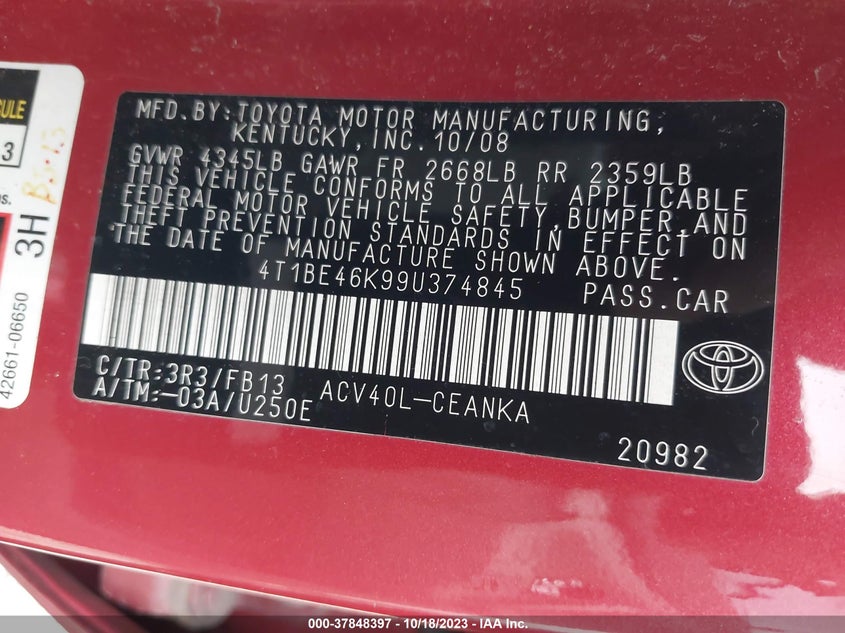 MFD.BY:TOYOTA MOTOR MANUFACTURING,
KENTUCKY,INC.10/08
GVWR 4345LB GAWR FR 2668LB RR 2359LB
THIS VEHICLE CONFORMS TO ALL APPLICABLE
FEDERAL MOTOR VEHICLE SAFETY,BUMPER,AND
THEFT PREVENTION STANDARDS IN EFFECT ON
THE DATE OF MANUFACTURE SHOWN ABOVE.
4T1BE46K99U374845 PASS.CAR
C/TR:3R3/FB13 ACV40L-CEANKA
A/TM:-03A/U250E
20982
3
3H
42661-06650
000-37848397 - 10/18/2023 - IAA Inc.